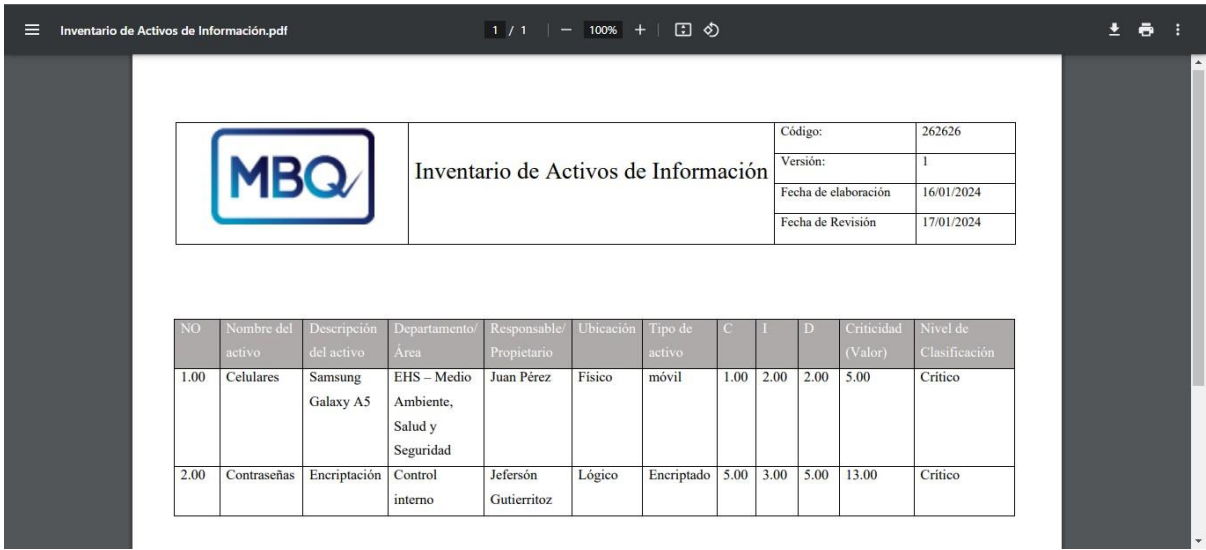 Inventario de Activos de Información.pdf
1 / 1
100%
MBQ
Inventario de Activos de Información
Código: 262626
Versión: 1
Fecha de elaboración 16/01/2024
Fecha de Revisión 17/01/2024
NO Nombre del Descripción Departamento/ Responsable/ Ubicación Tipo de C I D Criticidad Nivel de
activo del activo Área Propietario activo (Valor) Clasificación
1.00 Celulares Samsung EHS – Medio Juan Pérez Físico móvil 1.00 2.00 2.00 5.00 Crítico
Galaxy A5 Ambiente,
Salud y
Seguridad
2.00 Contraseñas Encriptación Control Jefersón Lógico Encriptado 5.00 3.00 5.00 13.00 Crítico
interno Gutierritoz